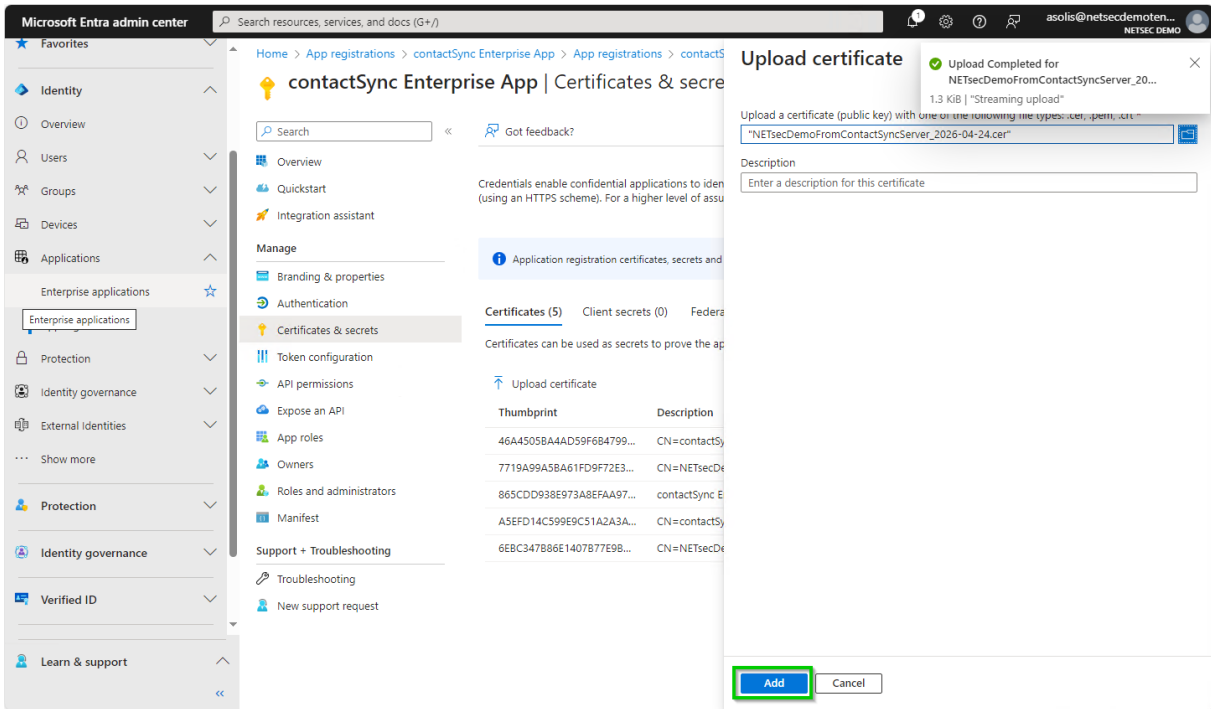 Microsoft Entra admin center
Search resources, services, and docs (G+/)
1
asolis@netsecdemoten...
NETSEC DEMO
Favorites
Identity
Overview
Users
Groups
Devices
Applications
Enterprise applications
Enterprise applications
Protection
Identity governance
External Identities
Show more
Protection
Identity governance
Verified ID
Learn & support
Home > App registrations > contactSync Enterprise App > App registrations > contactS
contactSync Enterprise App | Certificates & secre
Search
Overview
Quickstart
Integration assistant
Manage
Branding & properties
Authentication
Certificates & secrets
Token configuration
API permissions
Expose an API
App roles
Owners
Roles and administrators
Manifest
Support + Troubleshooting
Troubleshooting
New support request
Got feedback?
Credentials enable confidential applications to iden
(using an HTTPS scheme). For a higher level of assu
Application registration certificates, secrets and
Certificates (5) Client secrets (0) Federa
Certificates can be used as secrets to prove the ap
Upload certificate
Thumbprint Description
46A4505BA4AD59F6B4799... CN=contactSy
7719A99A5BA61FD9F72E3... CN=NETsecDe
865CDD938E973A8EFAA97... contactSync E
A5EFD14C599E9C51A2A3A... CN=contactSy
6EBC347B86E1407B77E9B... CN=NETsecDe
Upload certificate
Upload Completed for
NETsecDemoFromContactSyncServer_20...
1.3 KiB | "Streaming upload"
Upload a certificate (public key) with one of the following file types: .cer, .pem, .crt *
"NETsecDemoFromContactSyncServer_2026-04-24.cer"
Description
Enter a description for this certificate
Add Cancel